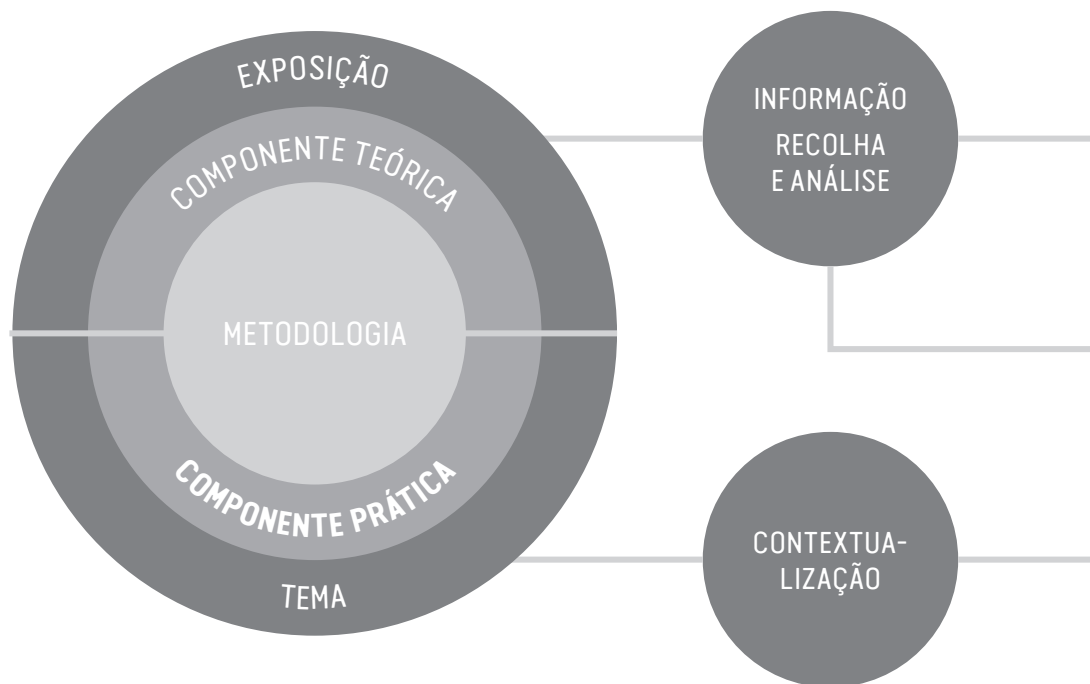 EXPOSIÇÃO
COMPONENTE TEÓRICA
METODOLOGIA
COMPONENTE PRÁTICA
TEMA
INFORMAÇÃO
RECOLHA
E ANÁLISE
CONTEXTUA-
LIZAÇÃO